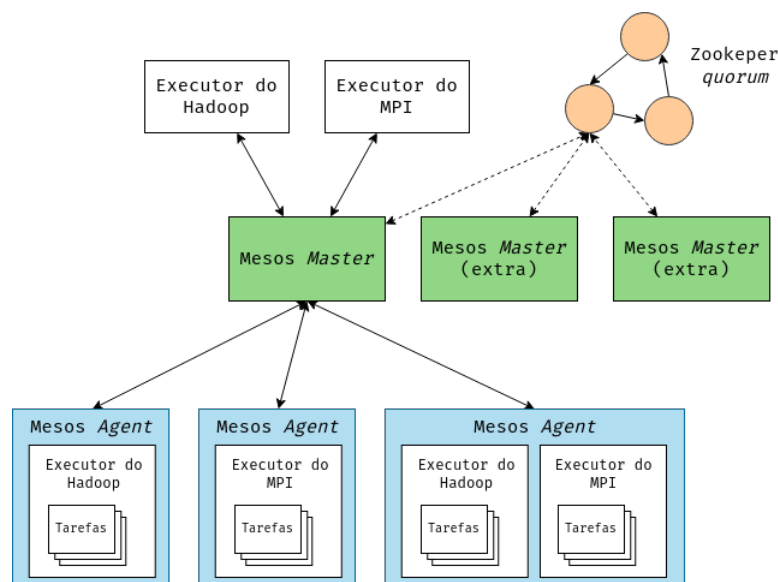 Zookeper
quorum
Executor do
Hadoop
Executor do
MPI
Mesos Master
Mesos Master
(extra)
Mesos Master
(extra)
Mesos Agent
Executor do
Hadoop
Tarefas
Mesos Agent
Executor do
MPI
Tarefas
Mesos Agent
Executor do
Hadoop
Tarefas
Executor do
MPI
Tarefas